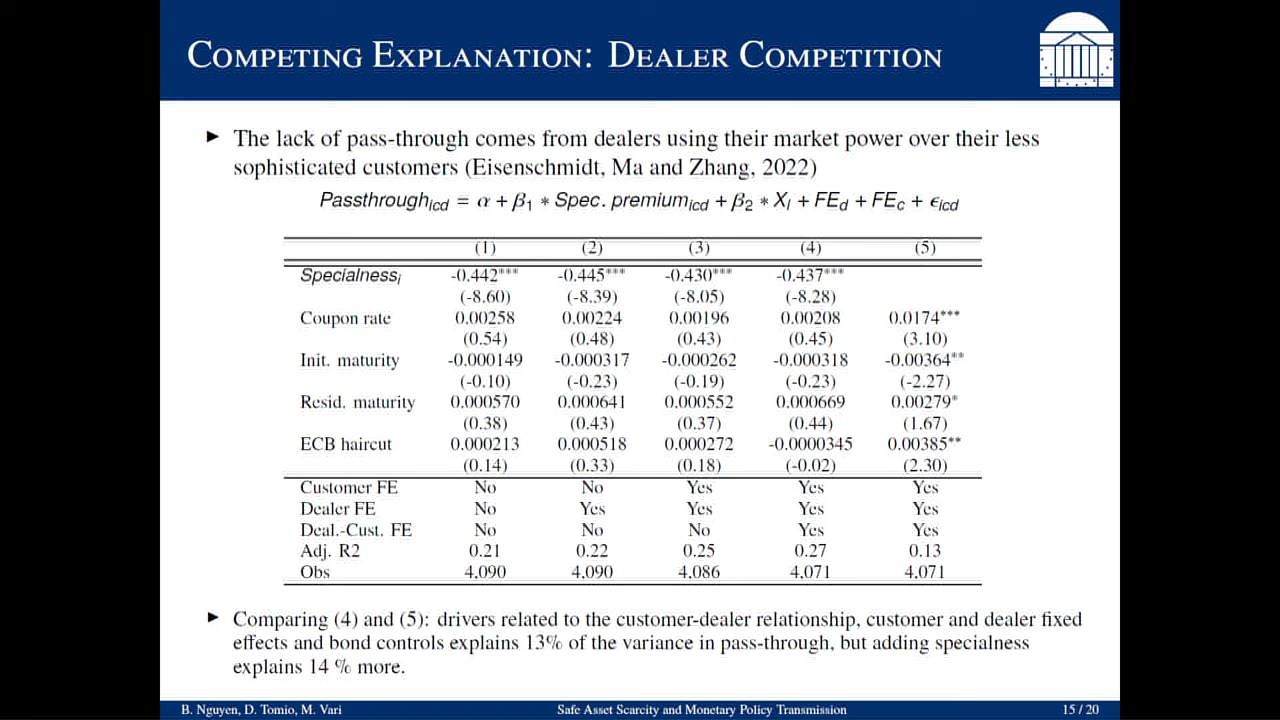 COMPETING EXPLANATION: DEALER COMPETITION
▶ The lack of pass-through comes from dealers using their market power over their less
sophisticated customers (Eisenschmidt, Ma and Zhang, 2022)
Passthrough_icd = α + β₁ * Spec. premium_icd + β₂ * X_i + FE_d + FE_c + ϵ_icd
(1) (2) (3) (4) (5)
Specialness_i -0.442*** -0.445*** -0.430*** -0.437***
(-8.60) (-8.39) (-8.05) (-8.28)
Coupon rate 0.00258 0.00224 0.00196 0.00208 0.0174***
(0.54) (0.48) (0.43) (0.45) (3.10)
Init. maturity -0.000149 -0.000317 -0.000262 -0.000318 -0.00364**
(-0.10) (-0.23) (-0.19) (-0.23) (-2.27)
Resid. maturity 0.000570 0.000641 0.000552 0.000669 0.00279*
(0.38) (0.43) (0.37) (0.44) (1.67)
ECB haircut 0.000213 0.000518 0.000272 -0.0000345 0.00385**
(0.14) (0.33) (0.18) (-0.02) (2.30)
Customer FE No No Yes Yes Yes
Dealer FE No Yes Yes Yes Yes
Deal.-Cust. FE No No No Yes Yes
Adj. R2 0.21 0.22 0.25 0.27 0.13
Obs 4,090 4,090 4,086 4,071 4,071
▶ Comparing (4) and (5): drivers related to the customer-dealer relationship, customer and dealer fixed
effects and bond controls explains 13% of the variance in pass-through, but adding specialness
explains 14 % more.
B. Nguyen, D. Tomio, M. Vari Safe Asset Scarcity and Monetary Policy Transmission 15 / 20